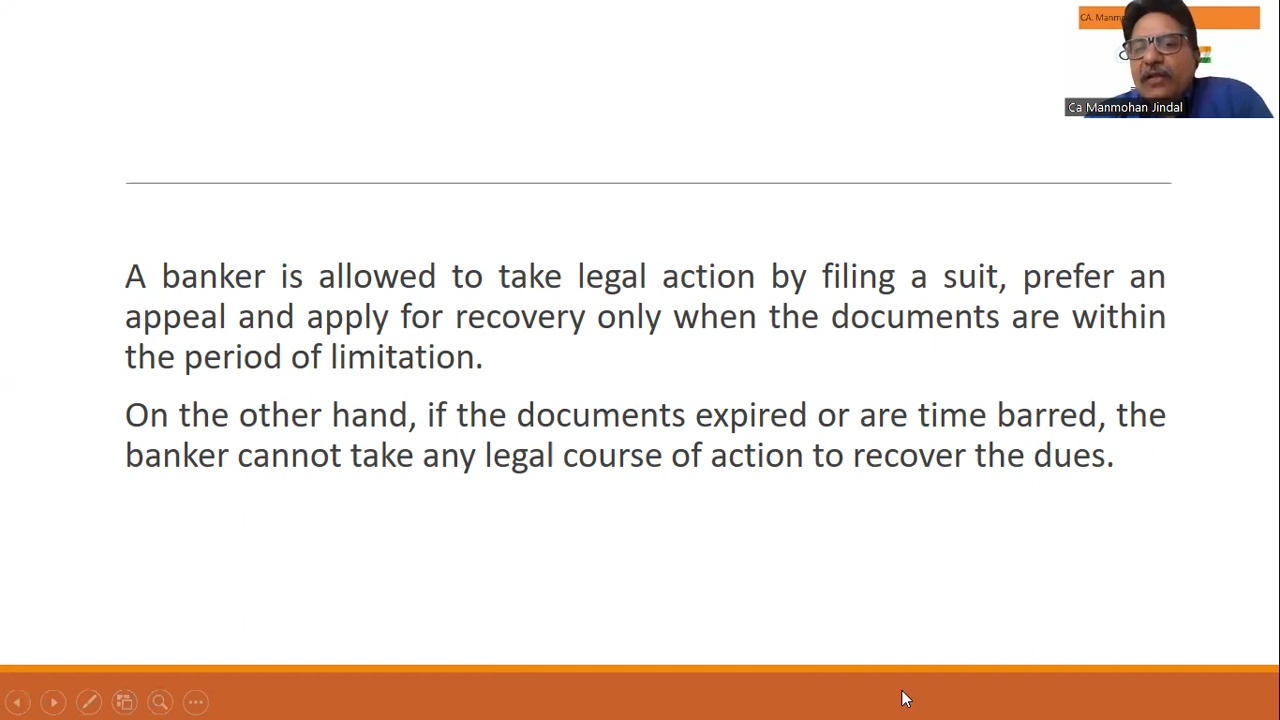 CA. Manm
Ca Manmohan Jindal
A banker is allowed to take legal action by filing a suit, prefer an
appeal and apply for recovery only when the documents are within
the period of limitation.
On the other hand, if the documents expired or are time barred, the
banker cannot take any legal course of action to recover the dues.